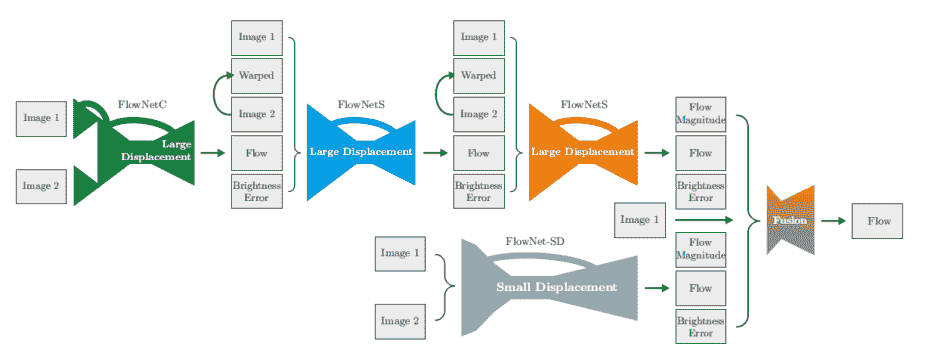 Image 1
Image 2
FlowNetC
Large
Displacement
Image 1
Warped
Image 2
Flow
Brightness
Error
FlowNetS
Large Displacement
Image 1
Warped
Image 2
Flow
Brightness
Error
FlowNetS
Large Displacement
Flow
Magnitude
Flow
Brightness
Error
Image 1
Image 1
Image 2
FlowNet-SD
Small Displacement
Flow
Magnitude
Flow
Brightness
Error
Fusion
Flow